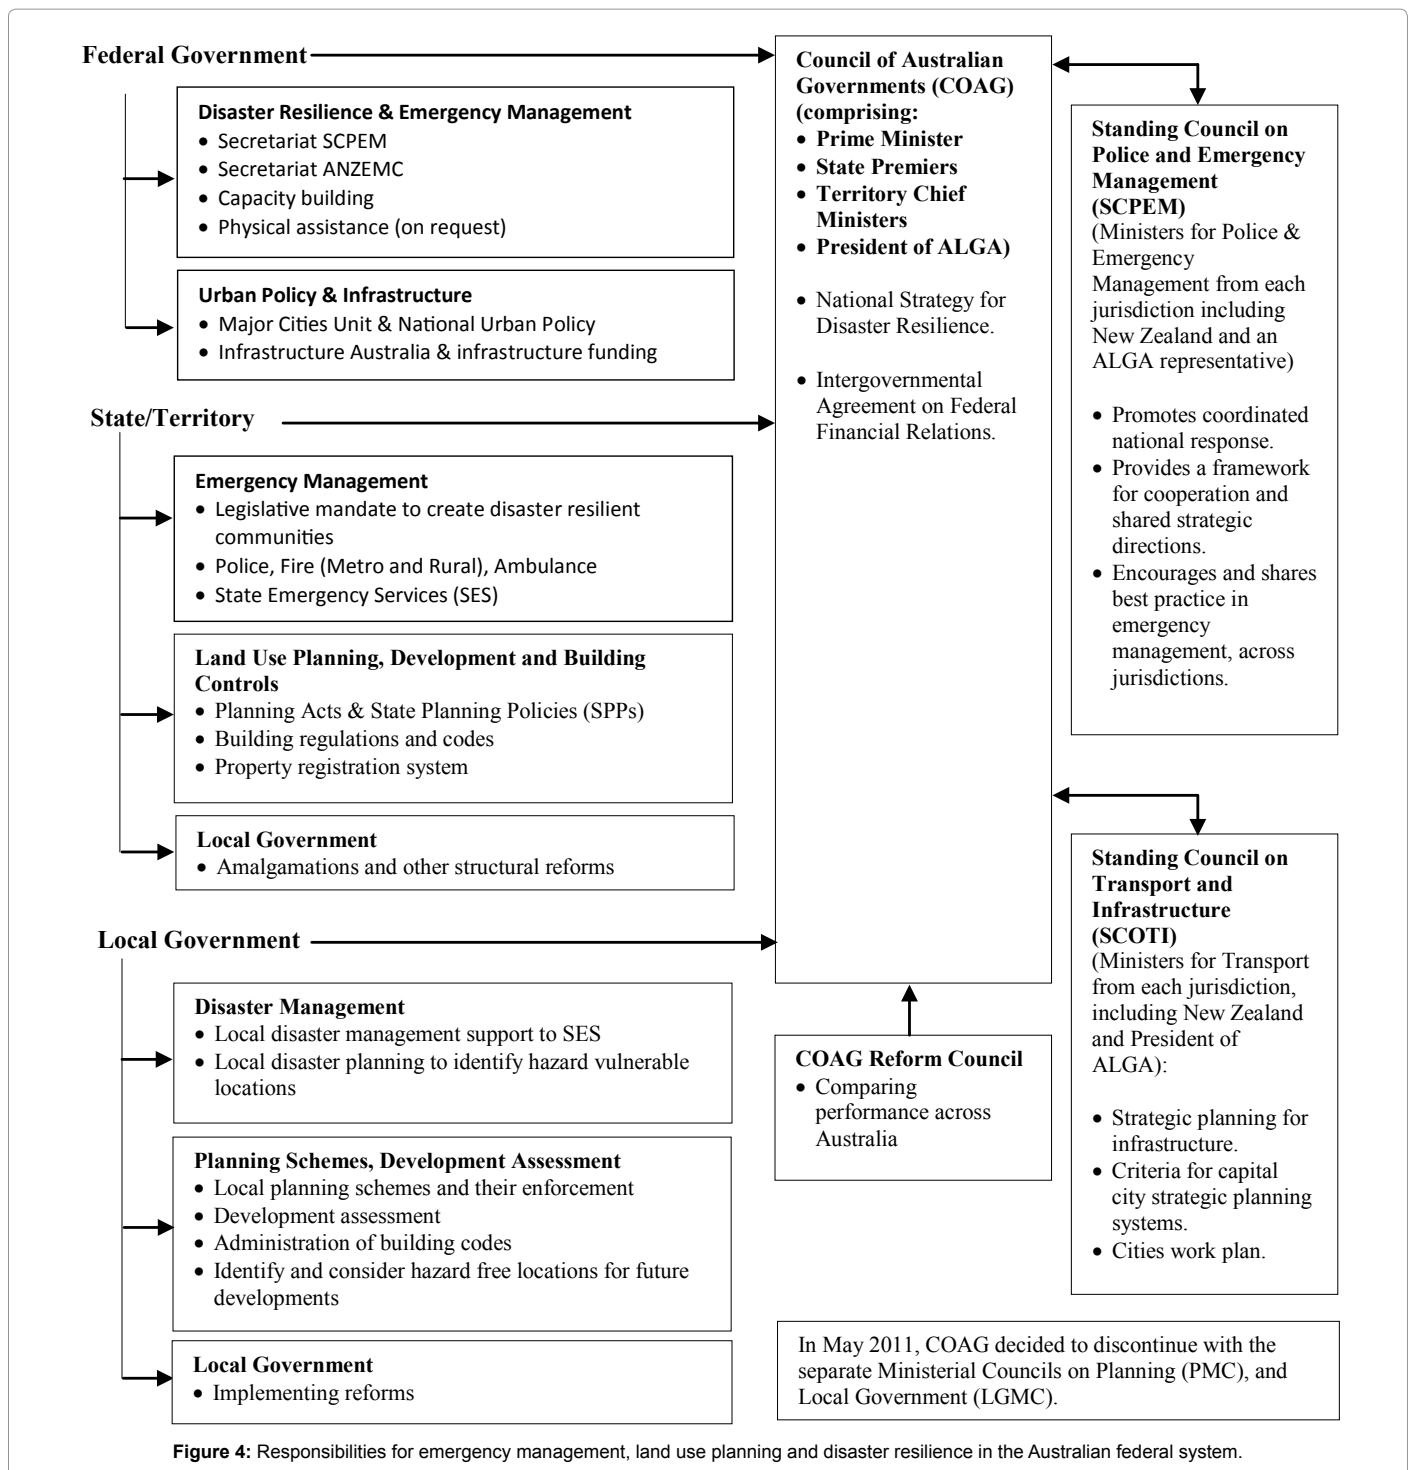 Federal Government
Disaster Resilience & Emergency Management
• Secretariat SCPEM
• Secretariat ANZEMC
• Capacity building
• Physical assistance (on request)
Urban Policy & Infrastructure
• Major Cities Unit & National Urban Policy
• Infrastructure Australia & infrastructure funding
State/Territory
Emergency Management
• Legislative mandate to create disaster resilient
communities
• Police, Fire (Metro and Rural), Ambulance
• State Emergency Services (SES)
Land Use Planning, Development and Building
Controls
• Planning Acts & State Planning Policies (SPPs)
• Building regulations and codes
• Property registration system
Local Government
• Amalgamations and other structural reforms
Local Government
Disaster Management
• Local disaster management support to SES
• Local disaster planning to identify hazard vulnerable
locations
Planning Schemes, Development Assessment
• Local planning schemes and their enforcement
• Development assessment
• Administration of building codes
• Identify and consider hazard free locations for future
developments
Local Government
• Implementing reforms
Council of Australian
Governments (COAG)
(comprising:
• Prime Minister
• State Premiers
• Territory Chief
Ministers
• President of ALGA)
• National Strategy for
Disaster Resilience.
• Intergovernmental
Agreement on Federal
Financial Relations.
COAG Reform Council
• Comparing
performance across
Australia
Standing Council on
Police and Emergency
Management
(SCPEM)
(Ministers for Police &
Emergency
Management from each
jurisdiction including
New Zealand and an
ALGA representative)
• Promotes coordinated
national response.
• Provides a framework
for cooperation and
shared strategic
directions.
• Encourages and shares
best practice in
emergency
management, across
jurisdictions.
Standing Council on
Transport and
Infrastructure
(SCOTI)
(Ministers for Transport
from each jurisdiction,
including New Zealand
and President of
ALGA):
• Strategic planning for
infrastructure.
• Criteria for capital
city strategic planning
systems.
• Cities work plan.
In May 2011, COAG decided to discontinue with the
separate Ministerial Councils on Planning (PMC), and
Local Government (LGMC).
Figure 4: Responsibilities for emergency management, land use planning and disaster resilience in the Australian federal system.